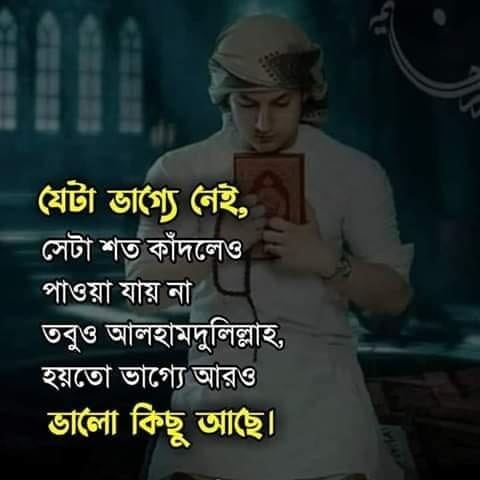 যেটা ভাগ্যে নেই,
সেটা শত কাঁদলেও
পাওয়া যায় না
তবুও আলহামদুলিল্লাহ,
হয়তো ভাগ্যে আরও
ভালো কিছু আছে।